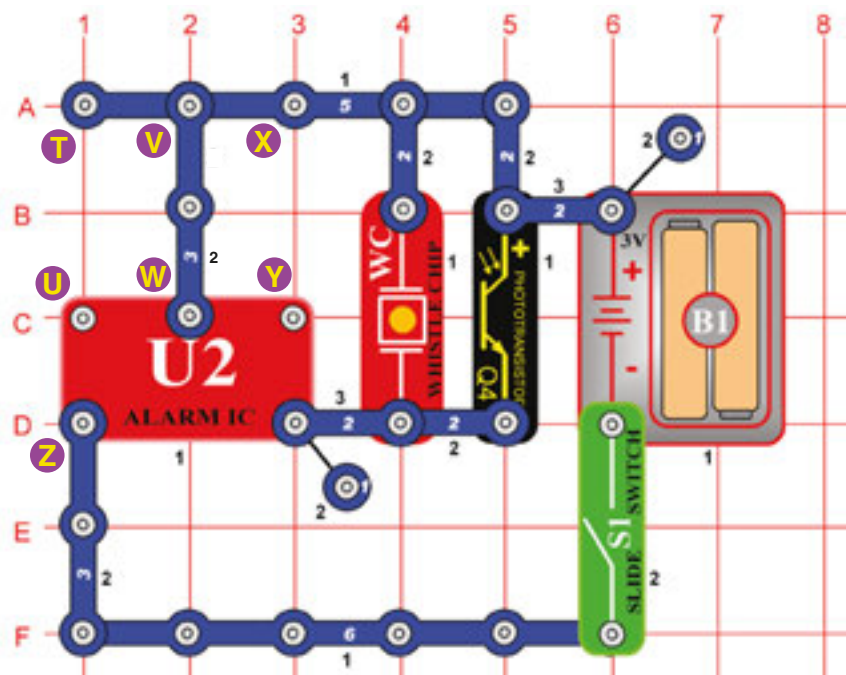 1 2 3 4 5 6 7 8
A 1 5
T V X 2 2 2 2 1
B 3 2
3V
WC WHISTLE CHIP 1
+ PHOTOTRANSISTOR Q4 1
+ - B1
U W Y 3 2
C
U2
ALARM IC
1
D 3 2 2 2
Z
2 1
1
E
3 2
S1 SLIDE SWITCH 2
F 6
1